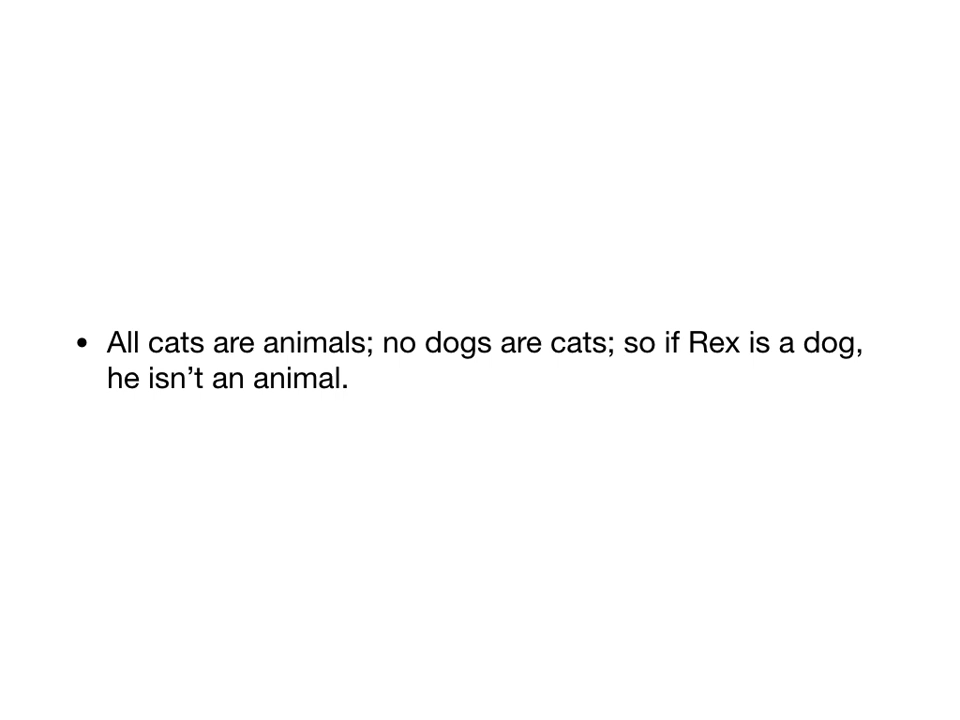 • All cats are animals; no dogs are cats; so if Rex is a dog,
he isn’t an animal.